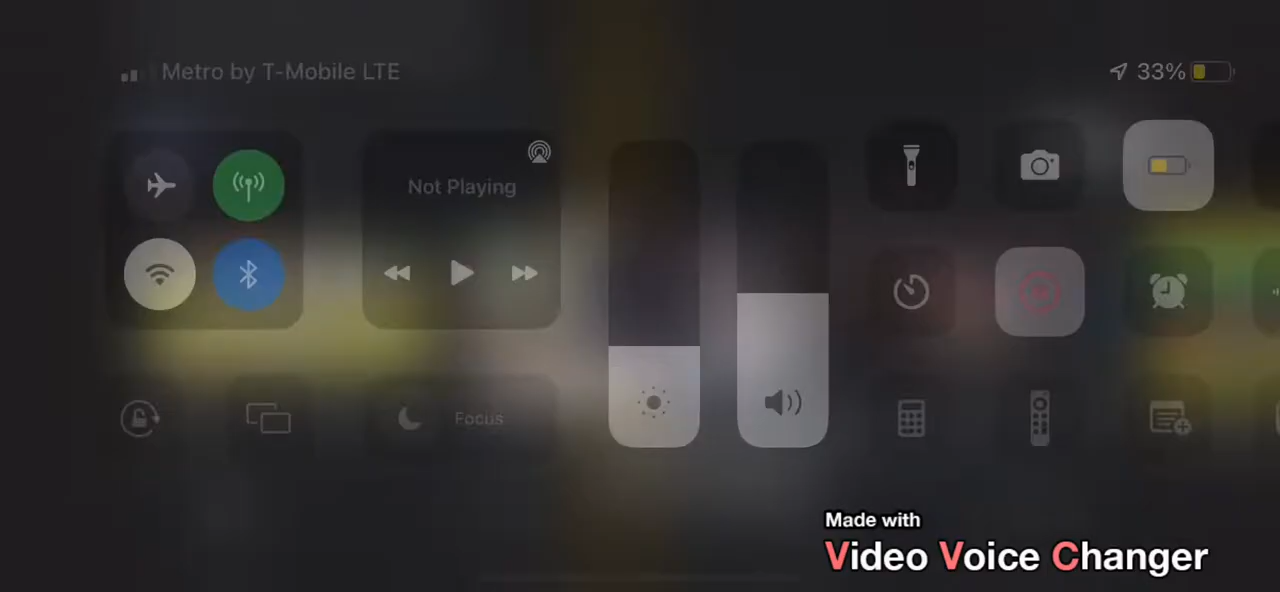 Metro by T-Mobile LTE
33%
Not Playing
Focus
Made with
Video Voice Changer